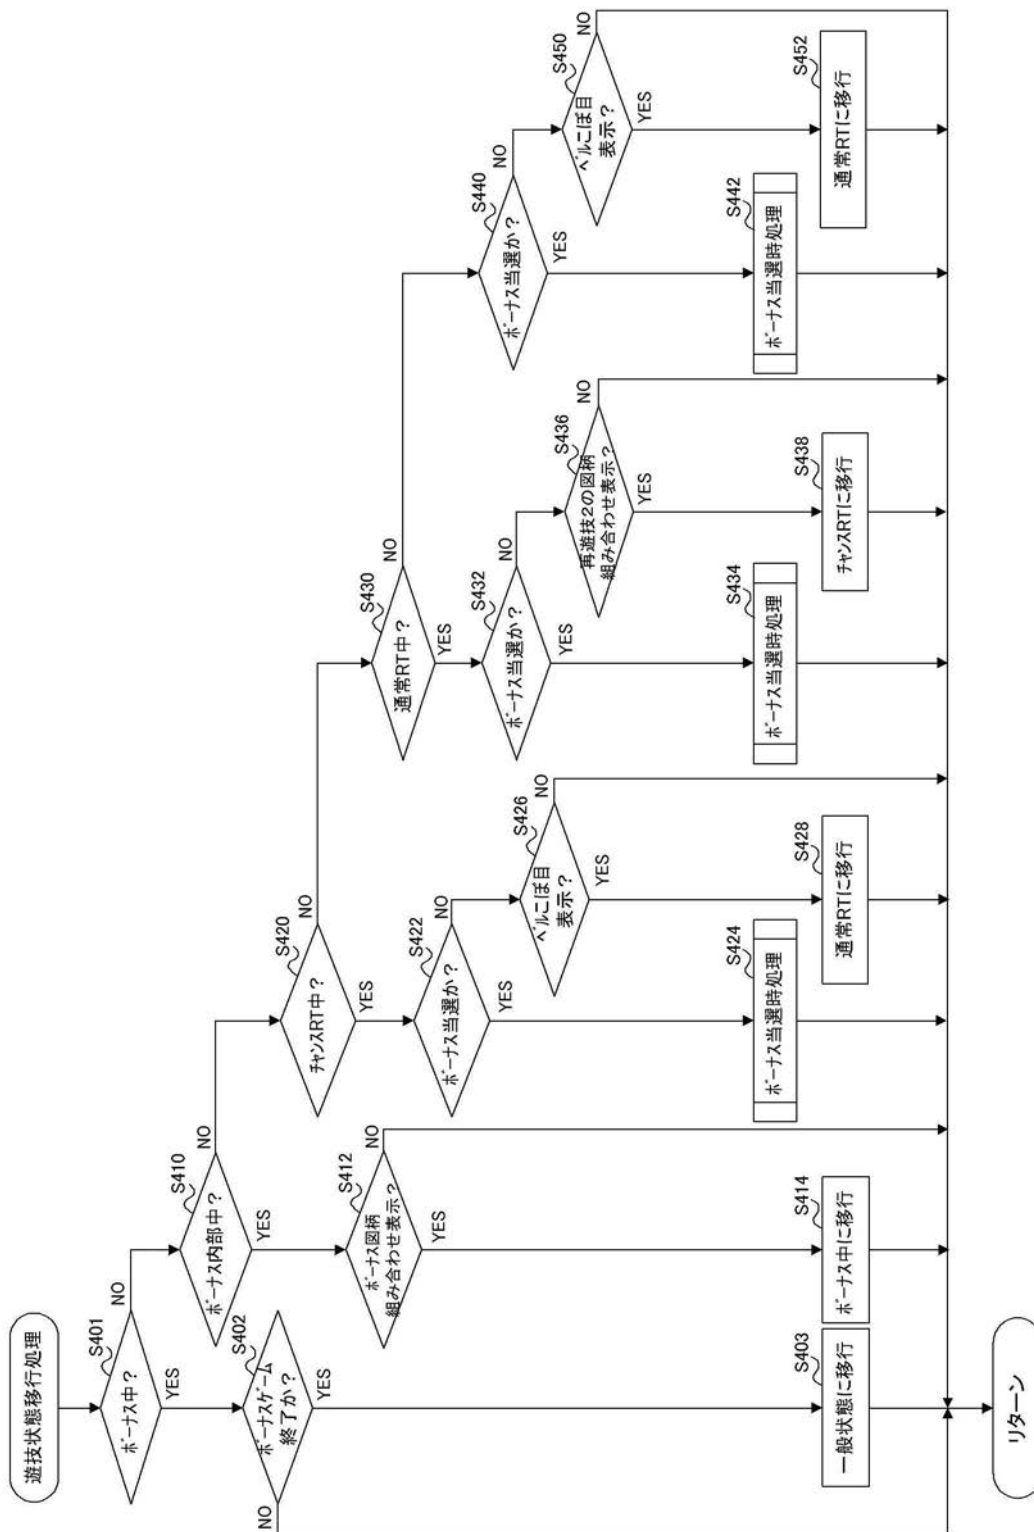 遊技状態移行処理
S401
ボーナス中?
NO
YES
S402
ボーナスゲーム
終了か?
NO
YES
S403
一般状態に移行
S410
ボーナス内部中?
NO
YES
S412
ボーナス図柄
組み合わせ表示?
NO
YES
S414
ボーナス中に移行
S420
チャンスRT中?
NO
YES
S422
ボーナス当選か?
NO
YES
S424
ボーナス当選時処理
S426
ベルこぼ目
表示?
NO
YES
S428
通常RTに移行
S430
通常RT中?
NO
YES
S432
ボーナス当選か?
NO
YES
S434
ボーナス当選時処理
S436
再遊技2の図柄
組み合わせ表示?
NO
YES
S438
チャンスRTに移行
S440
ボーナス当選か?
NO
YES
S442
ボーナス当選時処理
S450
ベルこぼ目
表示?
NO
YES
S452
通常RTに移行
リターン